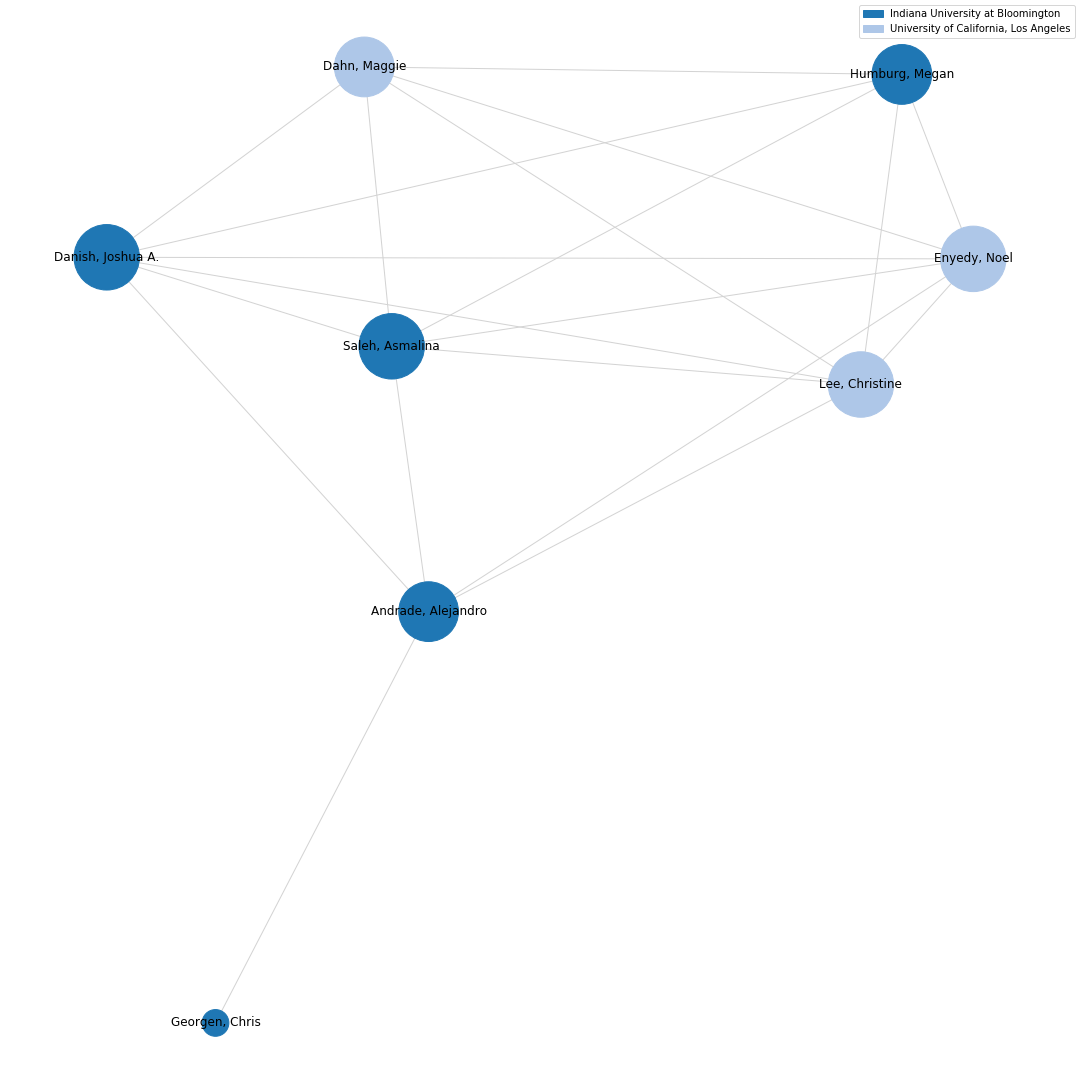 Indiana University at Bloomington
University of California, Los Angeles
Dahn, Maggie
Humburg, Megan
Danish, Joshua A.
Enyedy, Noel
Saleh, Asmalina
Lee, Christine
Andrade, Alejandro
Georgen, Chris